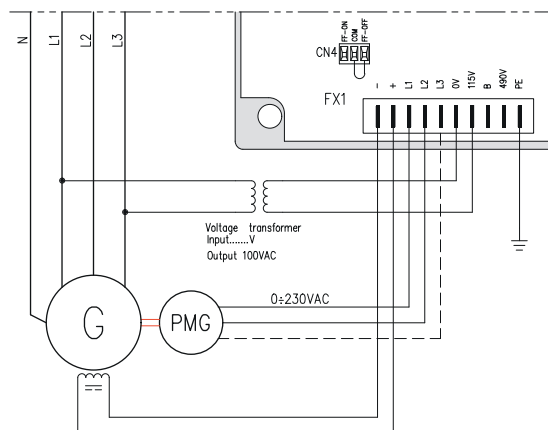 N
L1
L2
L3
FF-ON
COM
FF-OFF
CN4
FX1
-
+
L1
L2
L3
0V
115V
B
490V
PE
Voltage transformer
Input.......V
Output 100VAC
0÷230VAC
G
PMG